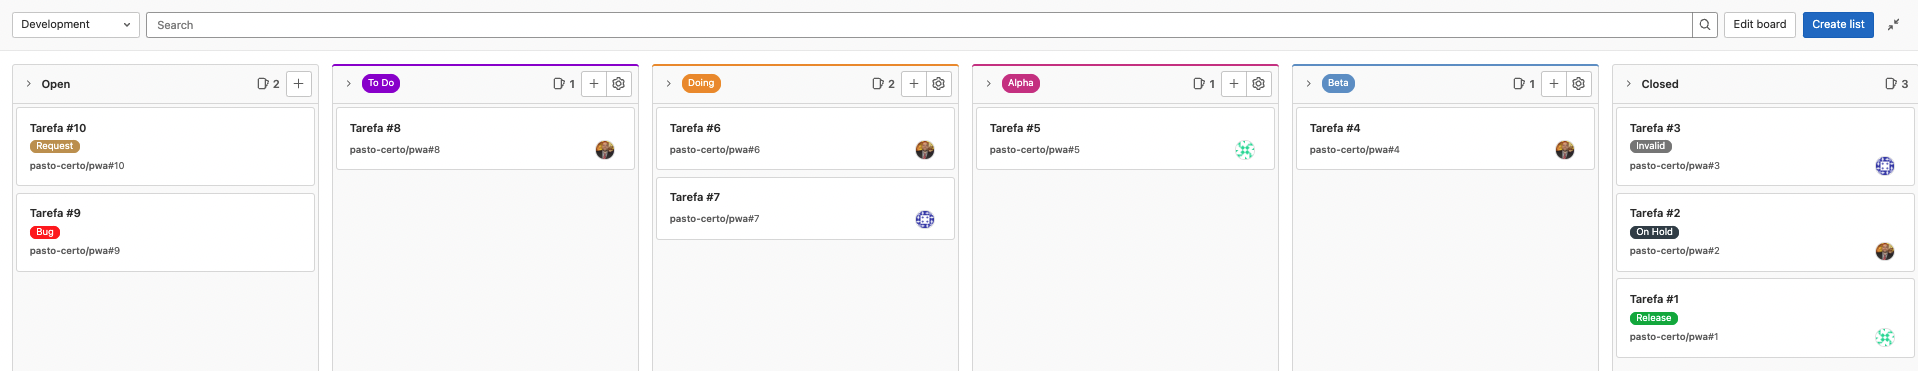 Development
Search
Edit board
Create list
Open
2
Tarefa #10
Request
pasto-certo/pwa#10
Tarefa #9
Bug
pasto-certo/pwa#9
To Do
1
Tarefa #8
pasto-certo/pwa#8
Doing
2
Tarefa #6
pasto-certo/pwa#6
Tarefa #7
pasto-certo/pwa#7
Alpha
1
Tarefa #5
pasto-certo/pwa#5
Beta
1
Tarefa #4
pasto-certo/pwa#4
Closed
3
Tarefa #3
Invalid
pasto-certo/pwa#3
Tarefa #2
On Hold
pasto-certo/pwa#2
Tarefa #1
Release
pasto-certo/pwa#1